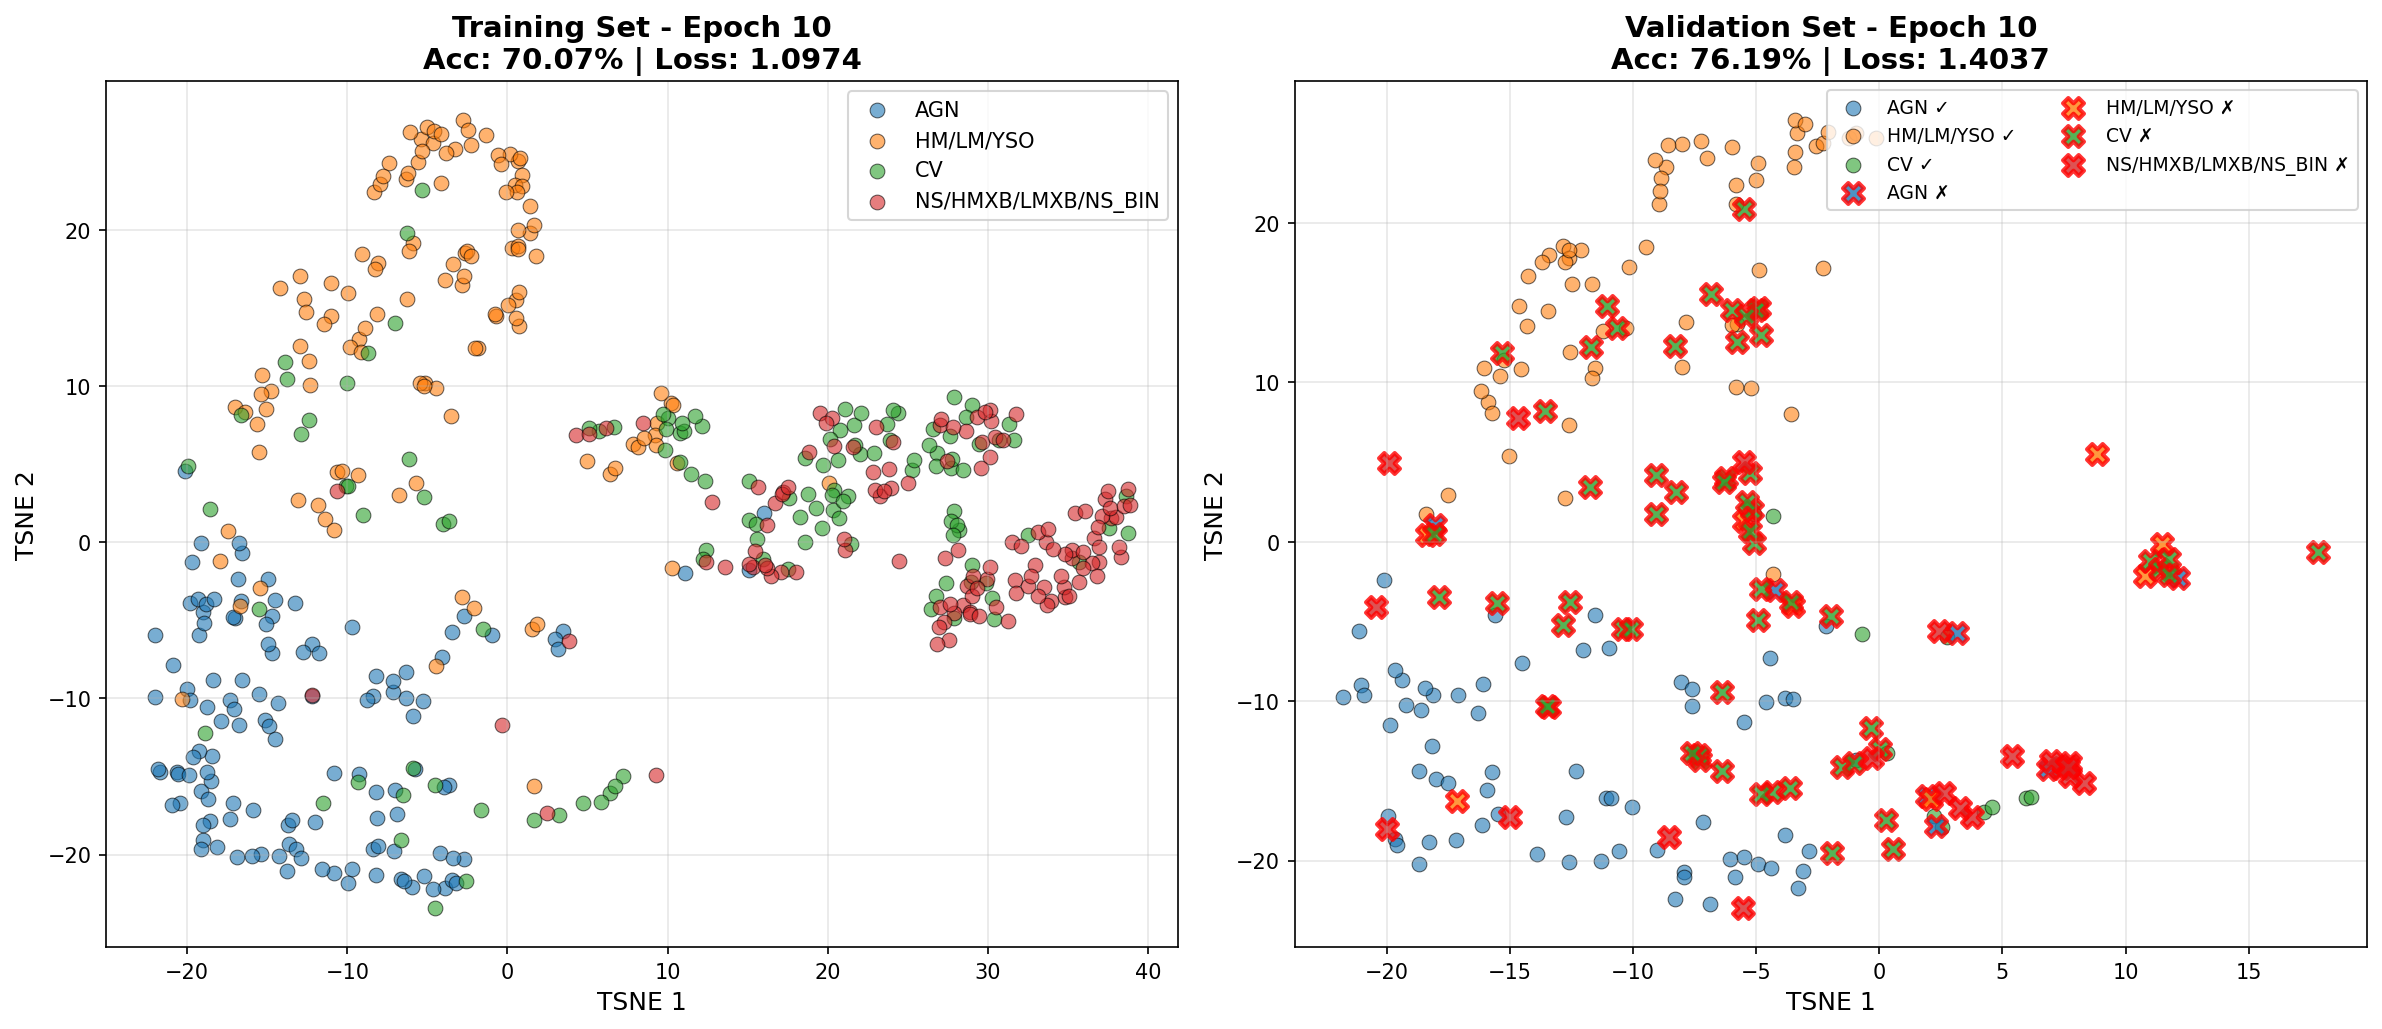 Training Set - Epoch 10
Acc: 70.07% | Loss: 1.0974
AGN
HM/LM/YSO
CV
NS/HMXB/LMXB/NS_BIN
20
10
0
−10
−20
TSNE 2
−20
−10
0
10
20
30
40
TSNE 1
Validation Set - Epoch 10
Acc: 76.19% | Loss: 1.4037
AGN ✓
HM/LM/YSO ✓
CV ✓
AGN ✗
HM/LM/YSO ✗
CV ✗
NS/HMXB/LMXB/NS_BIN ✗
20
10
0
−10
−20
TSNE 2
−20
−15
−10
−5
0
5
10
15
TSNE 1